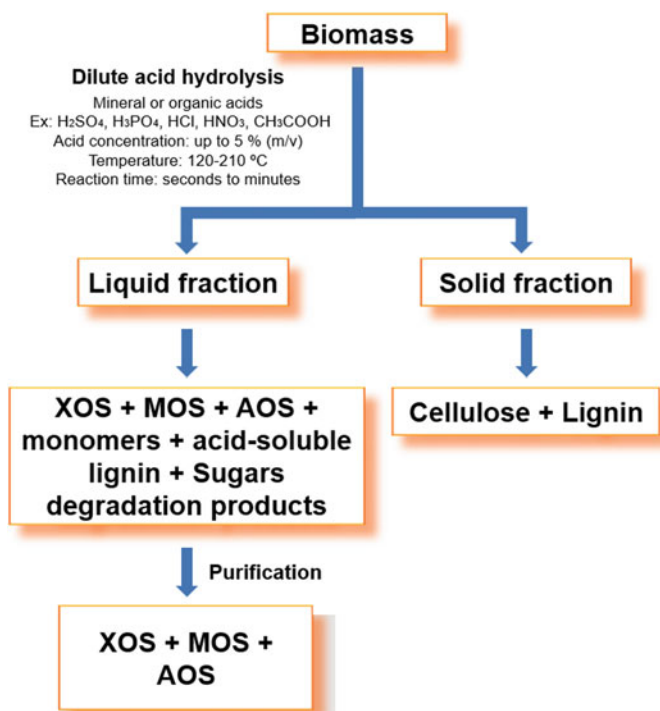 Biomass
Dilute acid hydrolysis
Mineral or organic acids
Ex: H₂SO₄, H₃PO₄, HCl, HNO₃, CH₃COOH
Acid concentration: up to 5 % (m/v)
Temperature: 120-210 ºC
Reaction time: seconds to minutes
Liquid fraction
Solid fraction
XOS + MOS + AOS +
monomers + acid-soluble
lignin + Sugars
degradation products
Cellulose + Lignin
Purification
XOS + MOS +
AOS